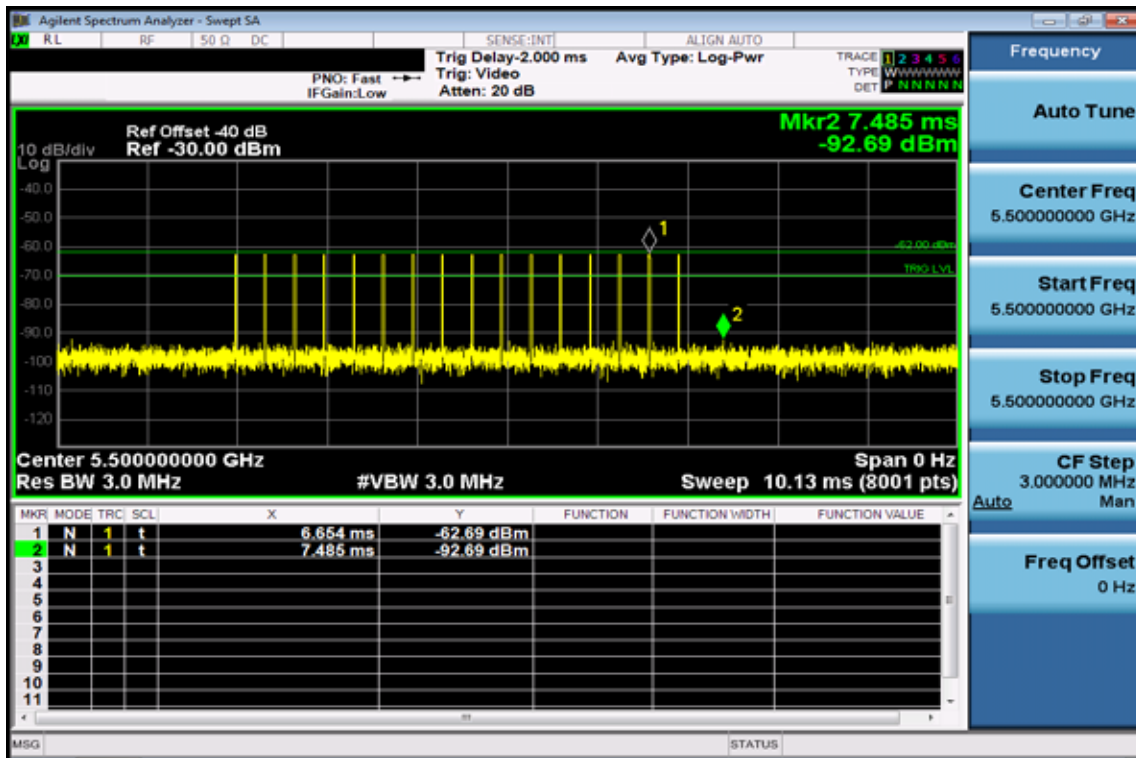 Agilent Spectrum Analyzer - Swept SA
LXI RL RF 50 Ω DC SENSE:INT ALIGN AUTO
Trig Delay-2.000 ms Avg Type: Log-Pwr TRACE 1 2 3 4 5 6
PNO: Fast Trig: Video TYPE WWWWWWW
IFGain:Low Atten: 20 dB DET P N N N N N
Mkr2 7.485 ms
-92.69 dBm
Ref Offset -40 dB
10 dB/div Ref -30.00 dBm
Log
-40.0
-50.0
1
-60.0
-62.00 dBm
-70.0
TRIG LVL
-80.0
2
-90.0
-100
-110
-120
Center 5.500000000 GHz Span 0 Hz
Res BW 3.0 MHz #VBW 3.0 MHz Sweep 10.13 ms (8001 pts)
MKR MODE TRC SCL X Y FUNCTION FUNCTION WIDTH FUNCTION VALUE
1 N 1 t 6.654 ms -62.69 dBm
2 N 1 t 7.485 ms -92.69 dBm
3
4
5
6
7
8
9
10
11
MSG STATUS
Frequency
Auto Tune
Center Freq
5.500000000 GHz
Start Freq
5.500000000 GHz
Stop Freq
5.500000000 GHz
CF Step
3.000000 MHz
Auto Man
Freq Offset
0 Hz